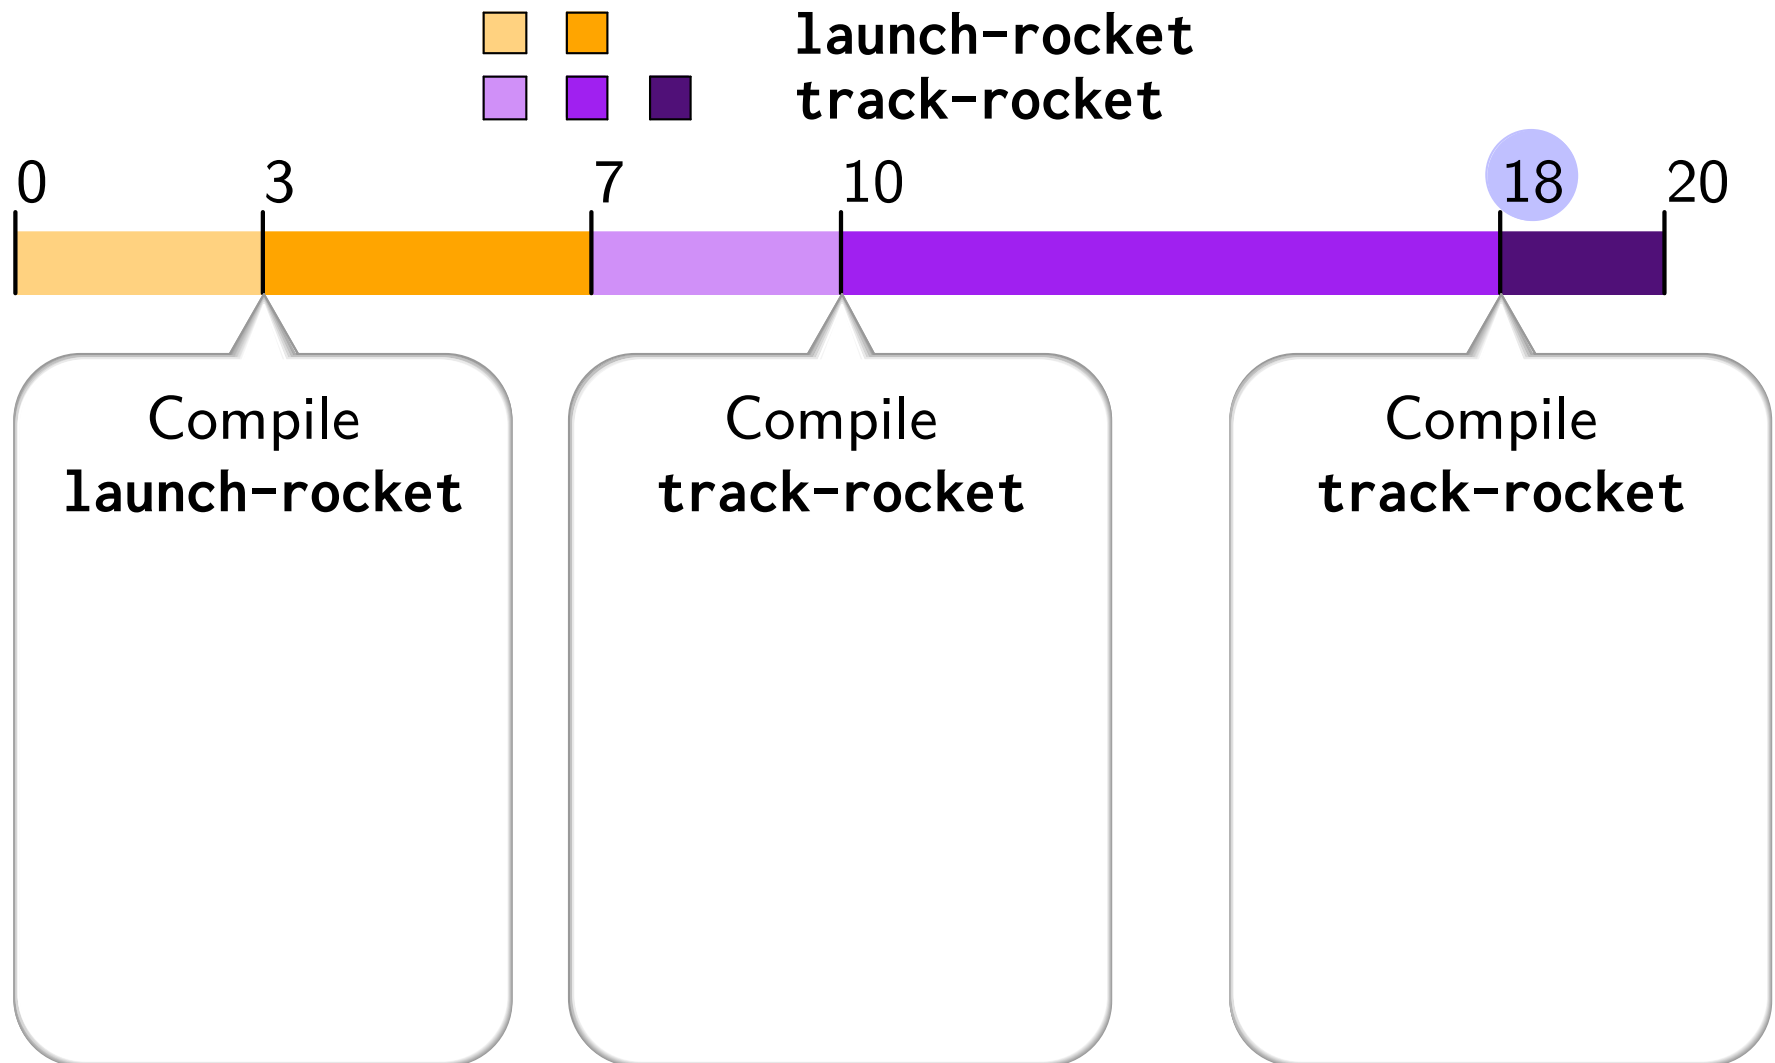 launch-rocket
track-rocket
0 3 7 10 18 20
Compile
launch-rocket
Compile
track-rocket
Compile
track-rocket